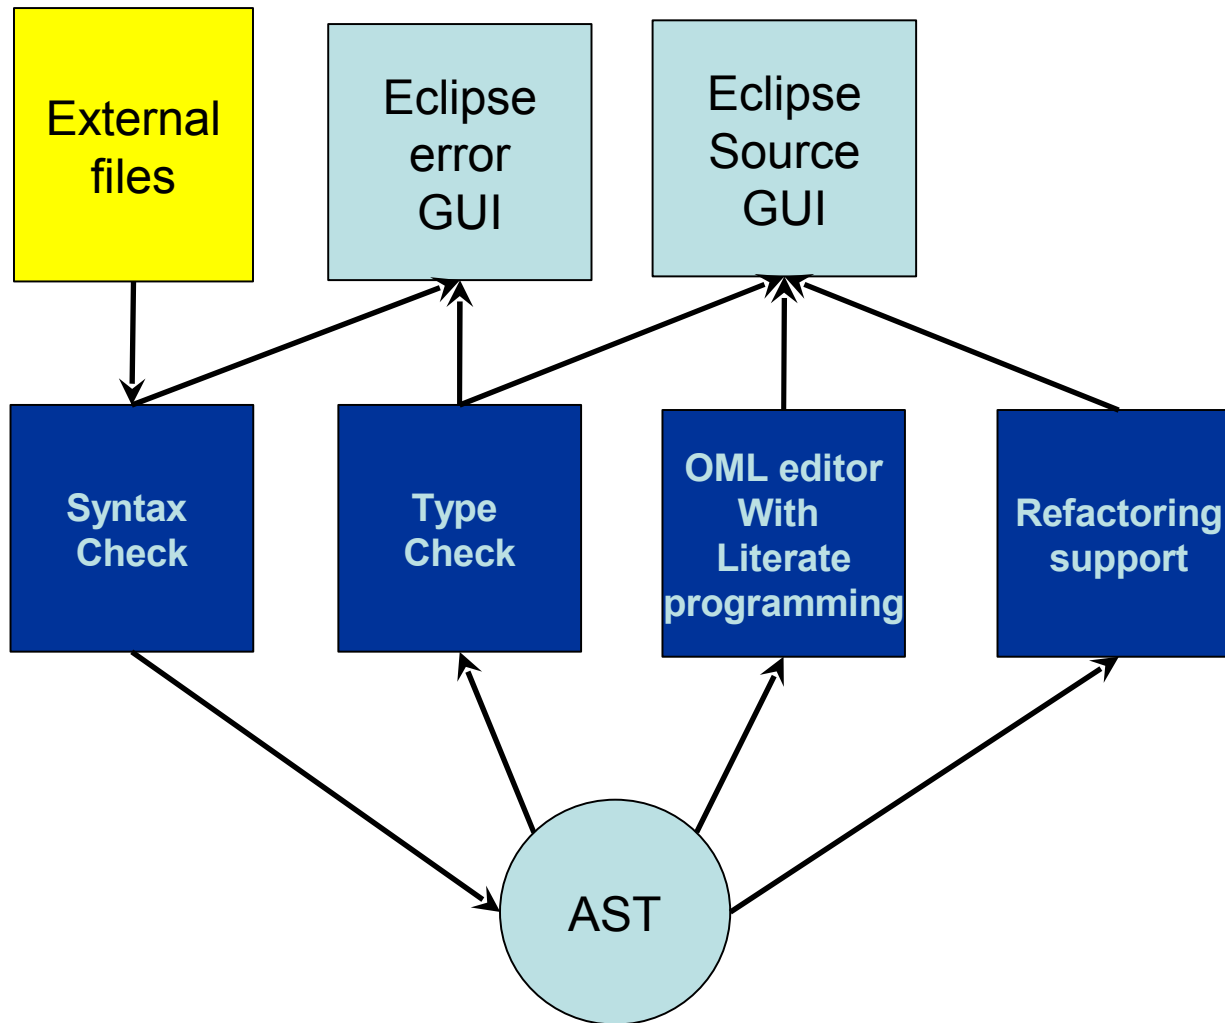 External
files
Eclipse
error
GUI
Eclipse
Source
GUI
Syntax
Check
Type
Check
OML editor
With
Literate
programming
Refactoring
support
AST